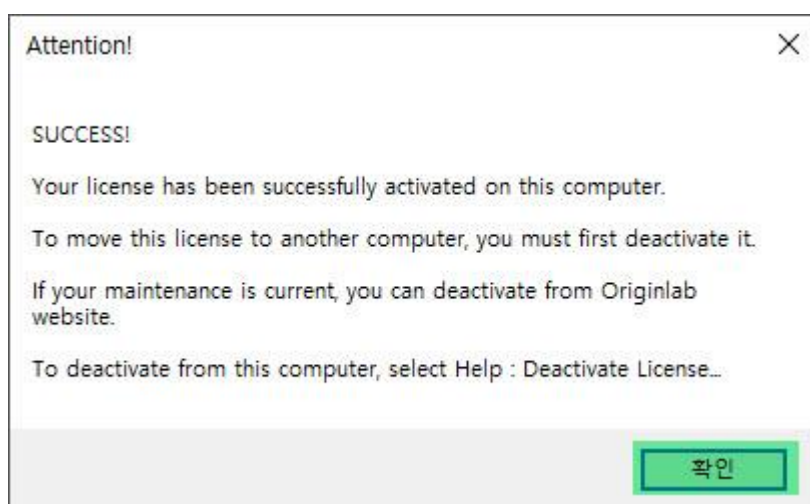 Attention!
SUCCESS!
Your license has been successfully activated on this computer.
To move this license to another computer, you must first deactivate it.
If your maintenance is current, you can deactivate from Originlab
website.
To deactivate from this computer, select Help : Deactivate License...
확인